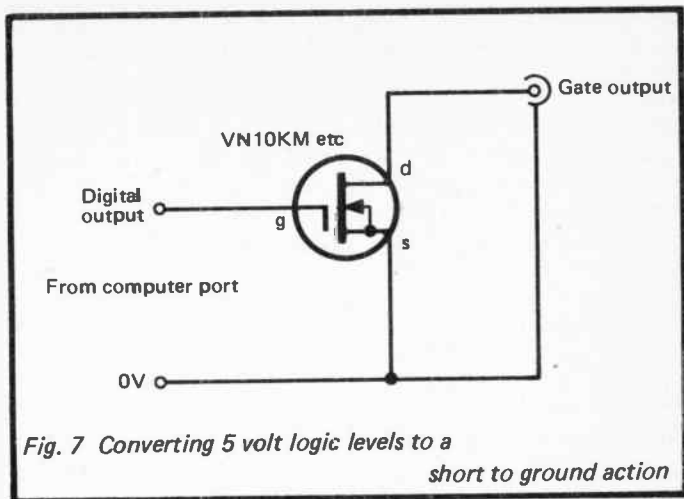 Gate output
VN10KM etc
d
Digital
output
g
s
From computer port
0V
Fig. 7 Converting 5 volt logic levels to a
short to ground action